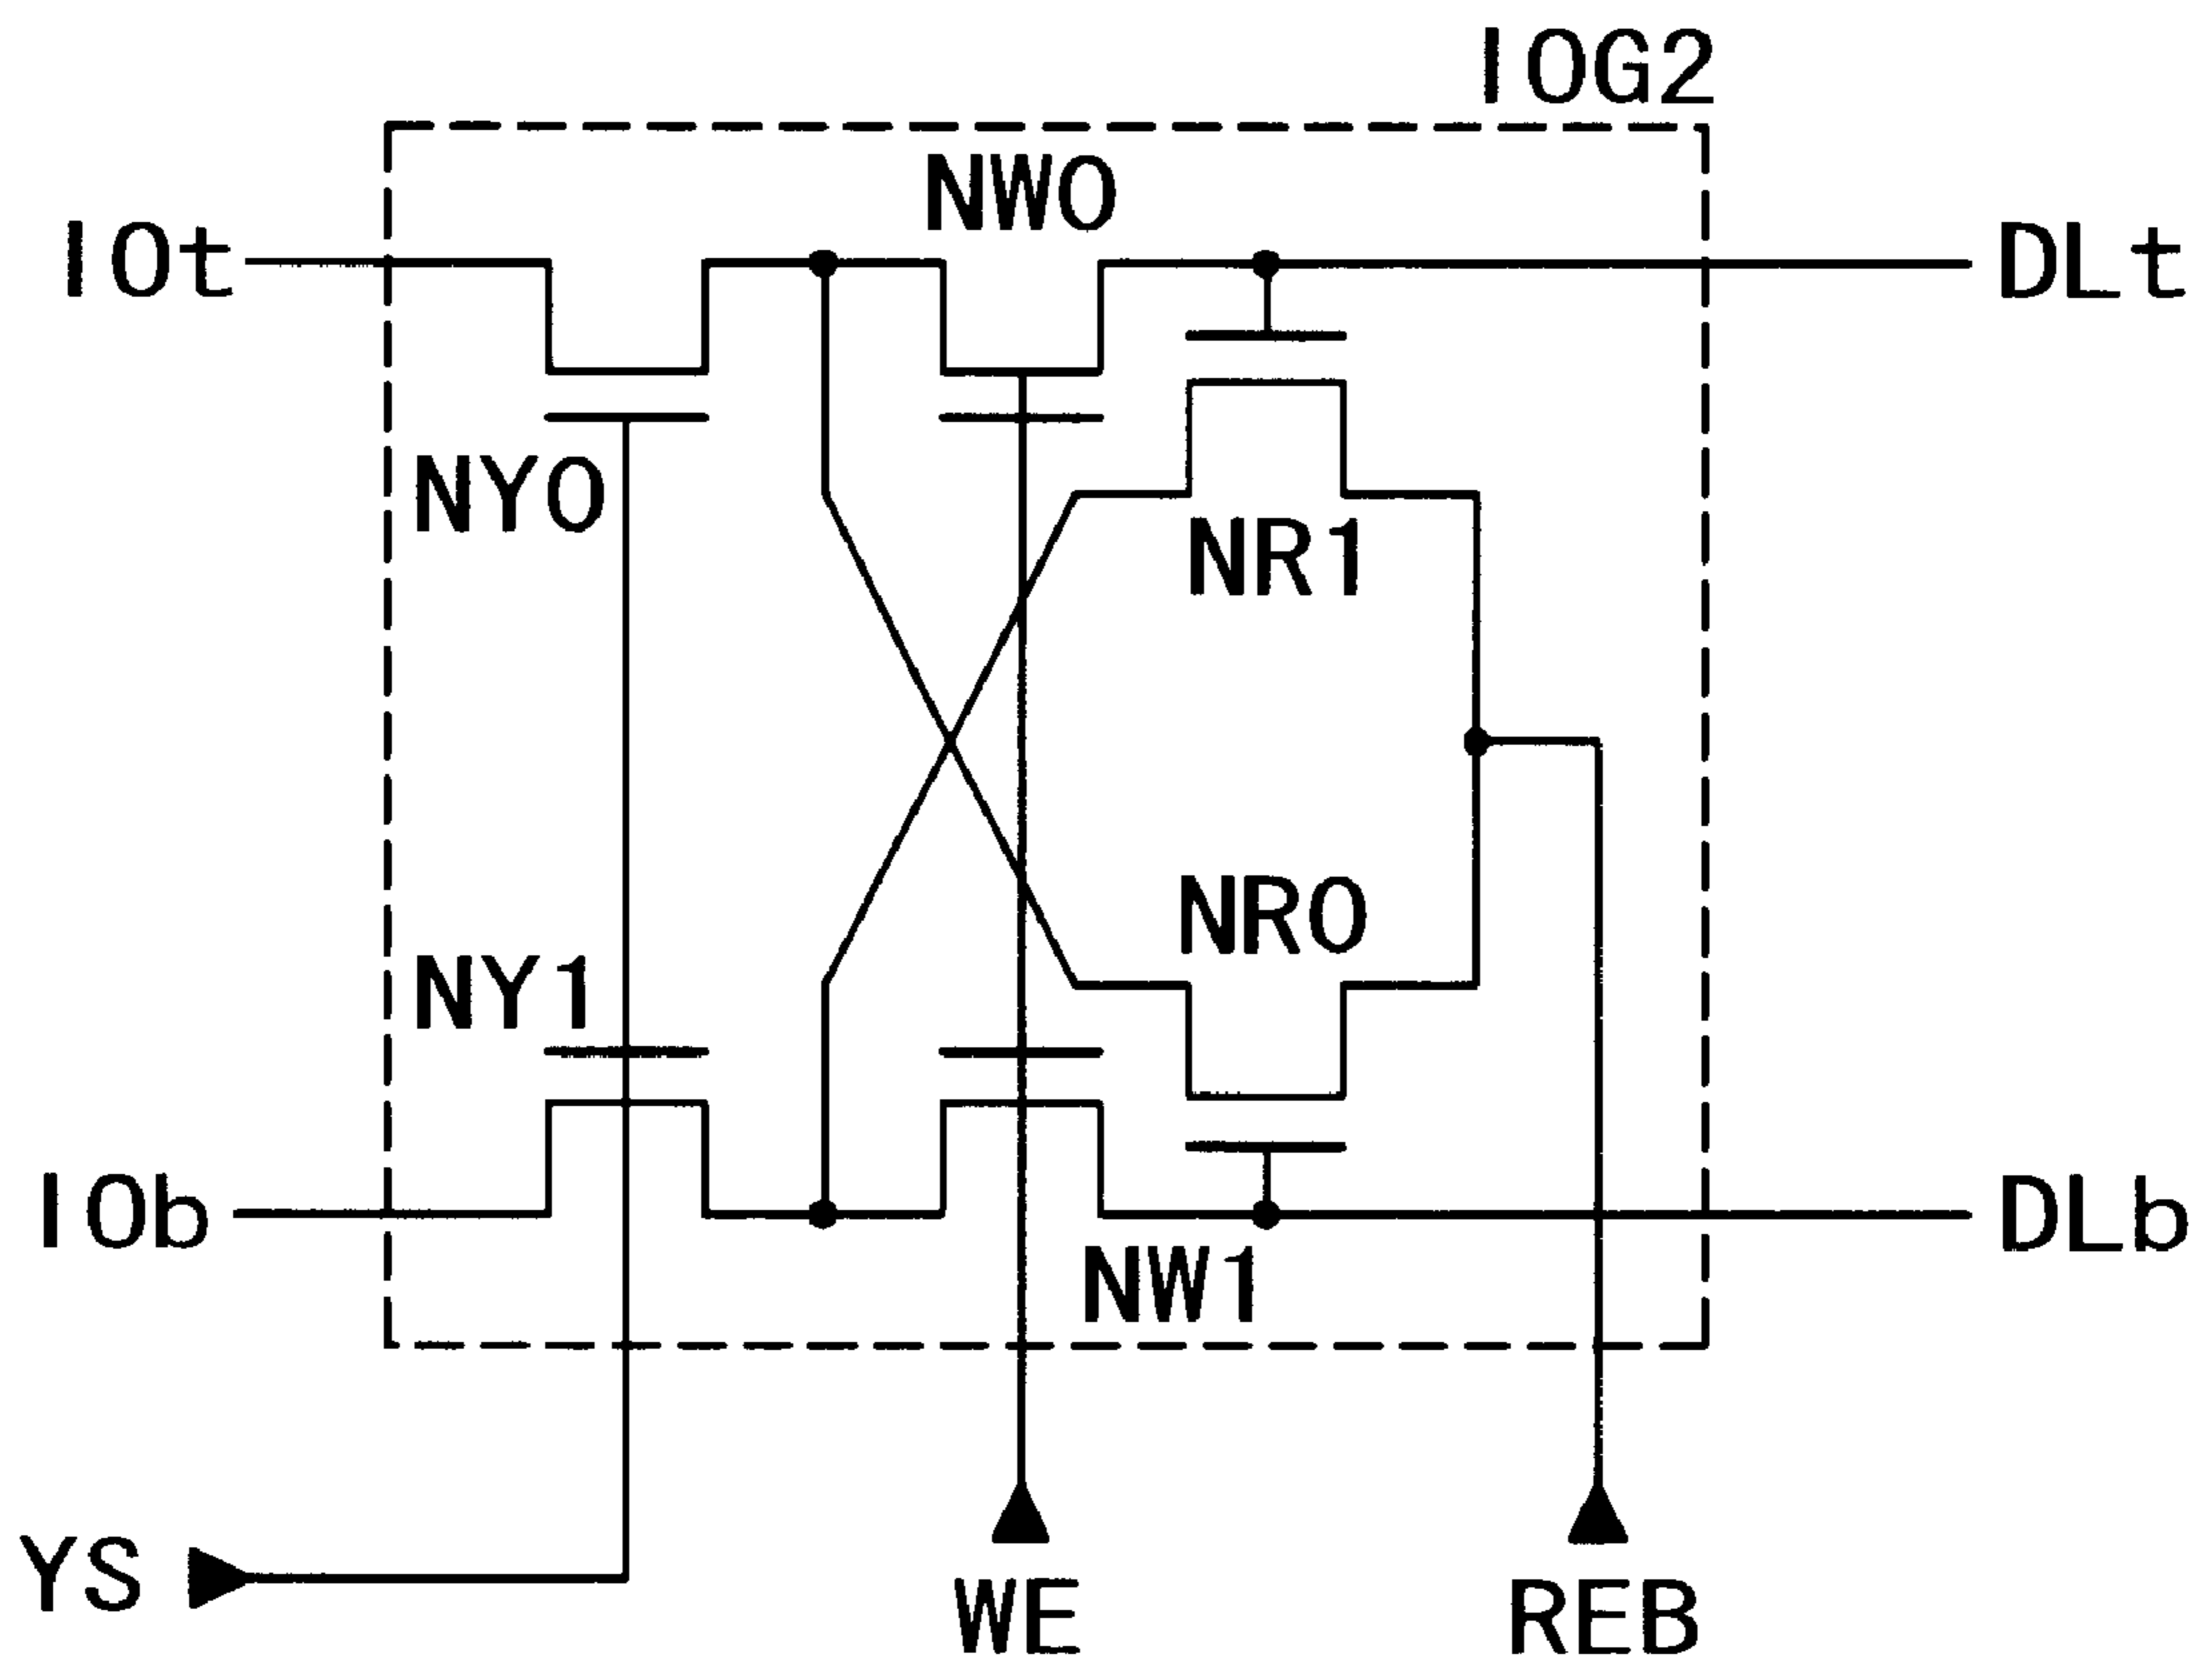 IOG2
NW0
IOt
DLt
NY0
NR1
NR0
NY1
IOb
DLb
NW1
YS
WE
REB